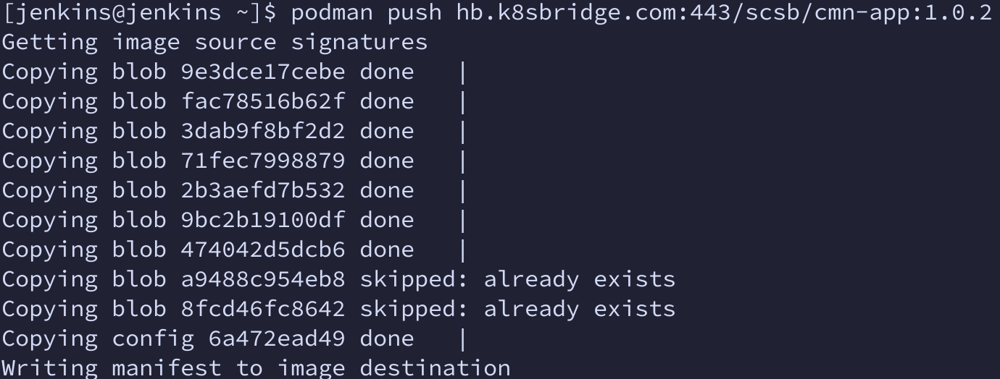 [jenkins@jenkins ~]$ podman push hb.k8sbridge.com:443/scsb/cmn-app:1.0.2
Getting image source signatures
Copying blob 9e3dce17cebe done   |
Copying blob fac78516b62f done   |
Copying blob 3dab9f8bf2d2 done   |
Copying blob 71fec7998879 done   |
Copying blob 2b3aefd7b532 done   |
Copying blob 9bc2b19100df done   |
Copying blob 474042d5dcb6 done   |
Copying blob a9488c954eb8 skipped: already exists
Copying blob 8fcd46fc8642 skipped: already exists
Copying config 6a472ead49 done   |
Writing manifest to image destination